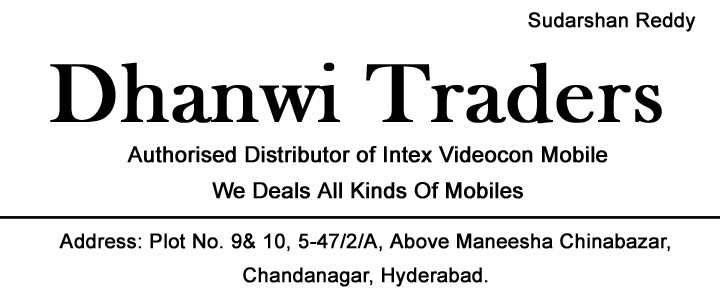 Sudarshan Reddy
Dhanwi Traders
Authorised Distributor of Intex Videocon Mobile
We Deals All Kinds Of Mobiles
Address: Plot No. 9& 10, 5-47/2/A, Above Maneesha Chinabazar,
Chandanagar, Hyderabad.